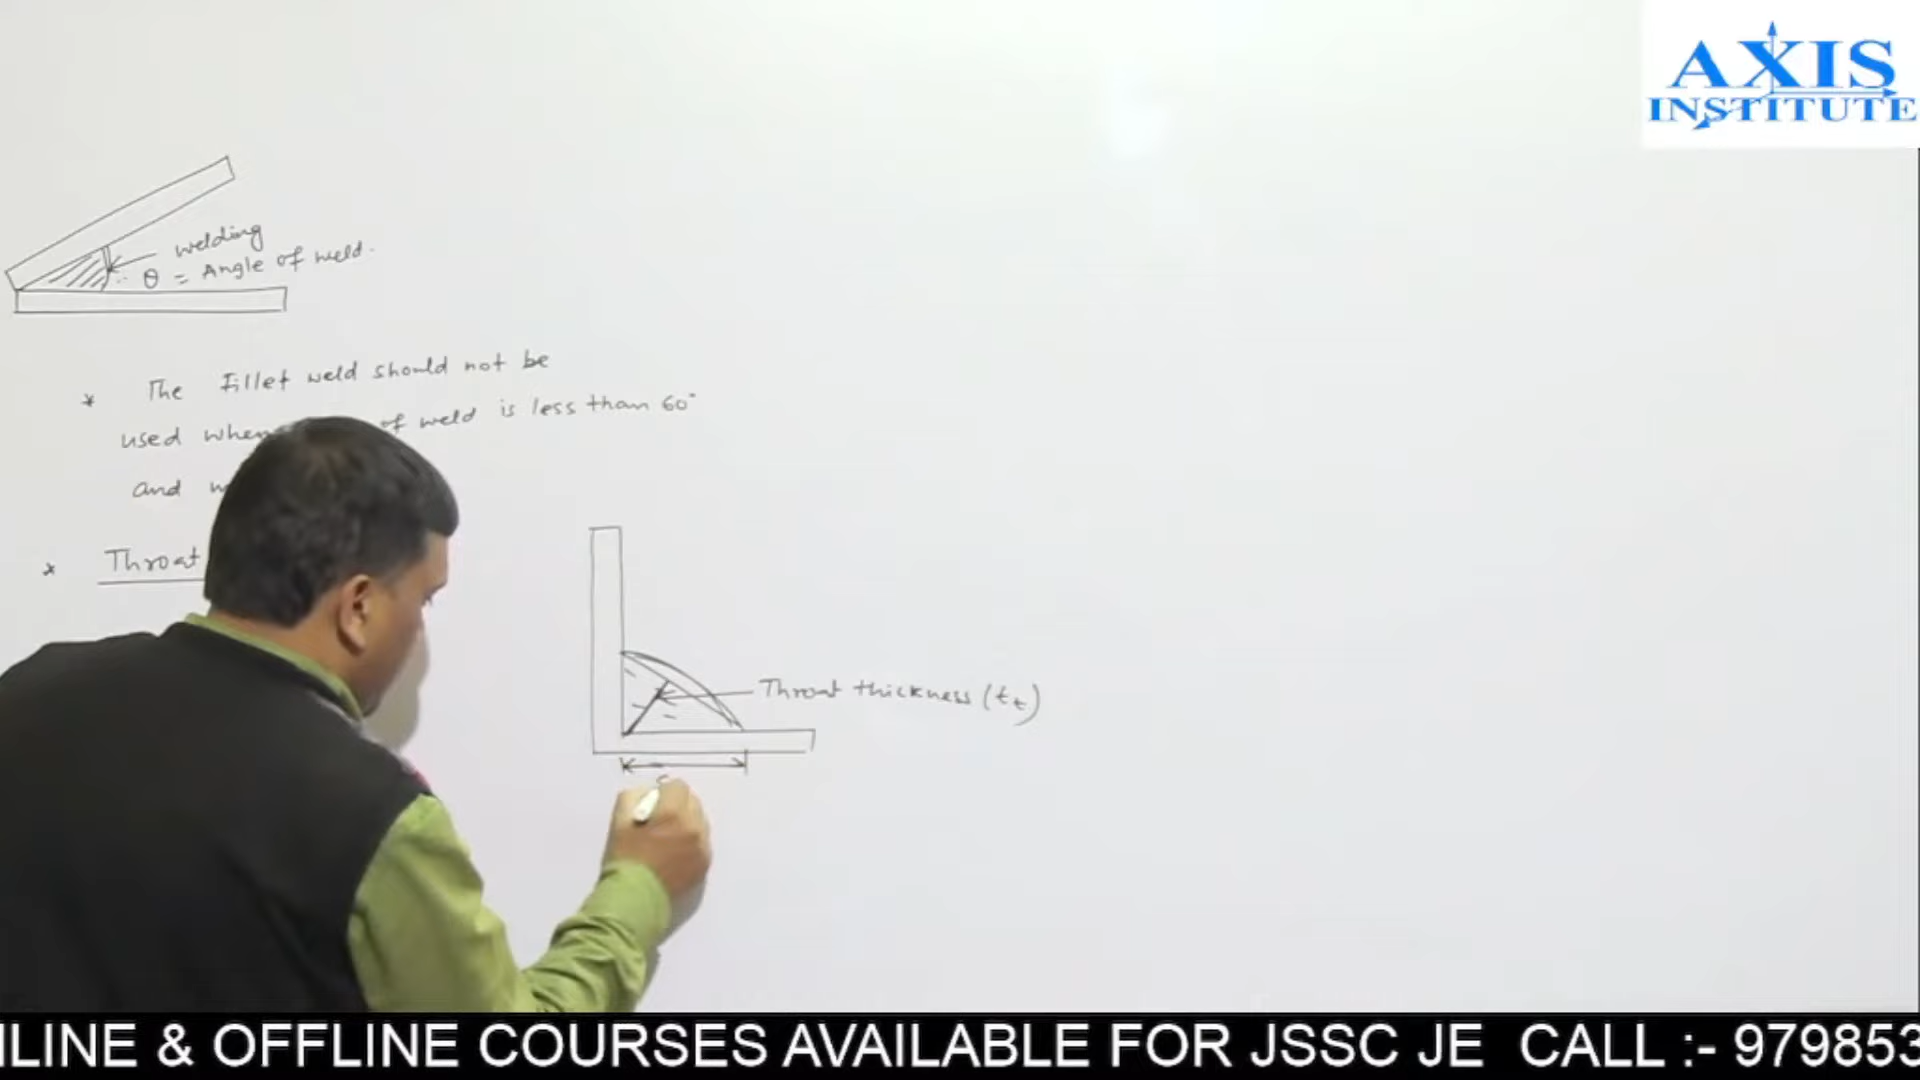 AXIS
INSTITUTE
welding
θ = Angle of weld.
* The fillet weld should not be
used when of weld is less than 60°
and
* Throat
Throat thickness (tt)
NLINE & OFFLINE COURSES AVAILABLE FOR JSSC JE CALL :- 979853